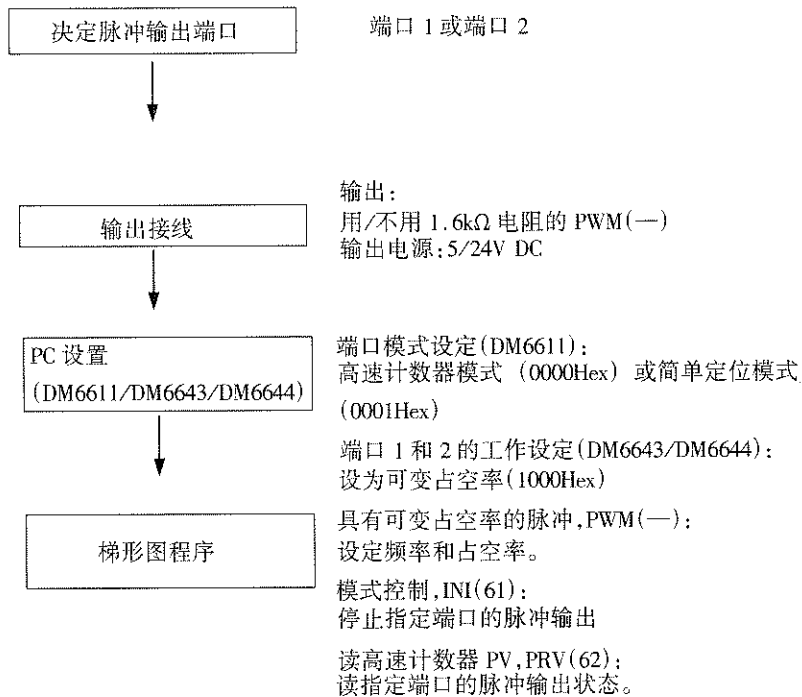 决定脉冲输出端口
端口 1 或端口 2
输出接线
输出:
用/不用 1.6kΩ 电阻的 PWM(—)
输出电源:5/24V DC
PC 设置
(DM6611/DM6643/DM6644)
端口模式设定(DM6611):
高速计数器模式 (0000Hex) 或简单定位模式
(0001Hex)
端口 1 和 2 的工作设定(DM6643/DM6644):
设为可变占空率(1000Hex)
梯形图程序
具有可变占空率的脉冲,PWM(—):
设定频率和占空率。
模式控制,INI(61):
停止指定端口的脉冲输出
读高速计数器 PV,PRV(62):
读指定端口的脉冲输出状态。